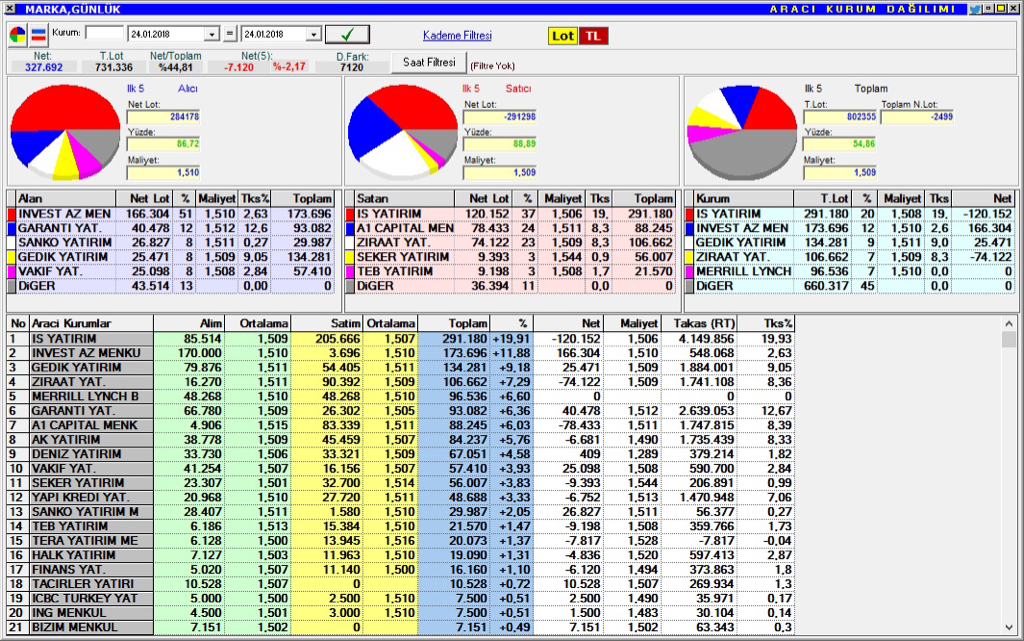 MARKA,GÜNLÜK ARACI KURUM DAĞILIMI
Kurum: 24.01.2018 = 24.01.2018 Kademe Filtresi Lot TL
Net: T.Lot Net/Toplam Net(5): D.Fark: Saat Filtresi (Filtre Yok)
327.692 731.336 %44,81 -7.120 %-2,17 7120
Ilk 5 Alıcı
Net Lot:
284178
Yüzde:
86,72
Maliyet:
1,510
Ilk 5 Satıcı
Net Lot:
-291298
Yüzde:
88,89
Maliyet:
1,509
Ilk 5 Toplam
T.Lot: Toplam N.Lot:
802355 -2499
Yüzde:
54,86
Maliyet:
1,509
Alan Net Lot % Maliyet Tks% Toplam
INVEST AZ MEN 166.304 51 1,510 2,63 173.696
GARANTI YAT. 40.478 12 1,512 12,6 93.082
SANKO YATIRIM 26.827 8 1,511 0,27 29.987
GEDIK YATIRIM 25.471 8 1,509 9,05 134.281
VAKIF YAT. 25.098 8 1,508 2,84 57.410
DiGER 43.514 13 0,00 0
Satan Net Lot % Maliyet Tks Toplam
IS YATIRIM 120.152 37 1,506 19, 291.180
A1 CAPITAL MEN 78.433 24 1,511 8,3 88.245
ZIRAAT YAT. 74.122 23 1,509 8,3 106.662
SEKER YATIRIM 9.393 3 1,544 0,9 56.007
TEB YATIRIM 9.198 3 1,508 1,7 21.570
DiGER 36.394 11 0,0 0
Kurum T.Lot % Maliyet Tks Net
IS YATIRIM 291.180 20 1,508 19, -120.152
INVEST AZ MEN 173.696 12 1,510 2,6 166.304
GEDIK YATIRIM 134.281 9 1,511 9,0 25.471
ZIRAAT YAT. 106.662 7 1,509 8,3 -74.122
MERRILL LYNCH 96.536 7 1,510 0,0 0
DiGER 660.317 45 0,0 0
No Araci Kurumlar Alim Ortalama Satim Ortalama Toplam % Net Maliyet Takas (RT) Tks%
1 IS YATIRIM 85.514 1,509 205.666 1,507 291.180 +19,91 -120.152 1,506 4.149.856 19,93
2 INVEST AZ MENKU 170.000 1,510 3.696 1,510 173.696 +11,88 166.304 1,510 548.068 2,63
3 GEDIK YATIRIM 79.876 1,511 54.405 1,511 134.281 +9,18 25.471 1,509 1.884.001 9,05
4 ZIRAAT YAT. 16.270 1,511 90.392 1,509 106.662 +7,29 -74.122 1,509 1.741.108 8,36
5 MERRILL LYNCH B 48.268 1,510 48.268 1,510 96.536 +6,60 0 0 0
6 GARANTI YAT. 66.780 1,509 26.302 1,505 93.082 +6,36 40.478 1,512 2.639.053 12,67
7 A1 CAPITAL MENK 4.906 1,515 83.339 1,511 88.245 +6,03 -78.433 1,511 1.747.815 8,39
8 AK YATIRIM 38.778 1,509 45.459 1,507 84.237 +5,76 -6.681 1,490 1.735.439 8,33
9 DENIZ YATIRIM 33.730 1,506 33.321 1,509 67.051 +4,58 409 1,289 379.214 1,82
10 VAKIF YAT. 41.254 1,507 16.156 1,507 57.410 +3,93 25.098 1,508 590.700 2,84
11 SEKER YATIRIM 23.307 1,501 32.700 1,514 56.007 +3,83 -9.393 1,544 206.891 0,99
12 YAPI KREDI YAT. 20.968 1,510 27.720 1,511 48.688 +3,33 -6.752 1,513 1.470.948 7,06
13 SANKO YATIRIM M 28.407 1,511 1.580 1,510 29.987 +2,05 26.827 1,511 56.377 0,27
14 TEB YATIRIM 6.186 1,513 15.384 1,510 21.570 +1,47 -9.198 1,508 359.766 1,73
15 TERA YATIRIM ME 6.128 1,500 13.945 1,516 20.073 +1,37 -7.817 1,528 -7.817 -0,04
16 HALK YATIRIM 7.127 1,503 11.963 1,510 19.090 +1,31 -4.836 1,520 597.413 2,87
17 FINANS YAT. 5.020 1,507 11.140 1,500 16.160 +1,10 -6.120 1,494 373.863 1,8
18 TACIRLER YATIRI 10.528 1,507 0 10.528 +0,72 10.528 1,507 269.934 1,3
19 ICBC TURKEY YAT 5.000 1,500 2.500 1,510 7.500 +0,51 2.500 1,490 35.971 0,17
20 ING MENKUL 4.500 1,501 3.000 1,510 7.500 +0,51 1.500 1,483 30.104 0,14
21 BIZIM MENKUL 7.151 1,502 0 7.151 +0,49 7.151 1,502 63.343 0,3